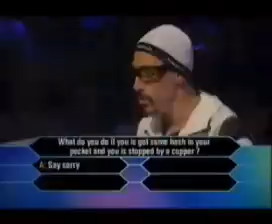 What do you do if you is got some hash in your
pocket and you is stopped by a copper ?
A: Say sorry